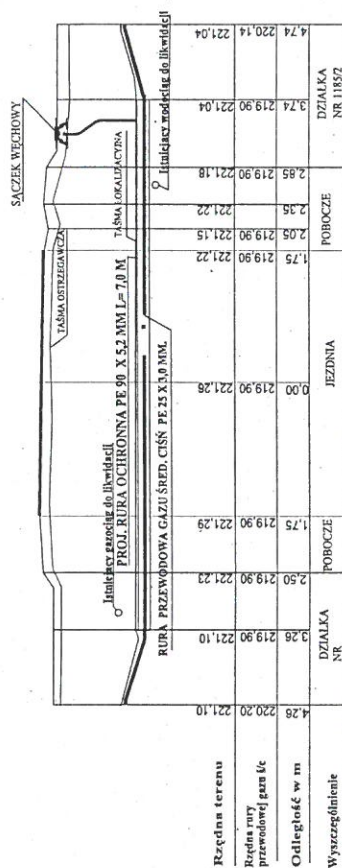 SĄCZEK WĘCHOWY
TAŚMA OSTRZEGAWCZA
TAŚMA LOKALIZACYJNA
Istniejący gazociąg do likwidacji
PROJ. RURA OCHRONNA PE 90 X 5,2 MM L= 7,0 M
Istniejący wodociąg do likwidacji
RURA PRZEWODOWA GAZU ŚRED. CIŚN PE 25 X 3,0 MM.
Rzędna terenu 221,10 221,10 221,23 221,29 221,26 221,22 221,15 221,22 221,18 221,04 221,04
Rzędna rury
przewodowej gazu ś/c 220,20 219,90 219,90 219,90 219,90 219,90 219,90 219,90 219,90 220,14
Odległość w m 4,26 3,26 2,50 1,75 0,00 1,75 2,05 2,35 2,85 3,74 4,74
Wyszczególnienie DZIAŁKA
NR POBOCZE JEZDNIA POBOCZE DZIAŁKA
NR 1185/2